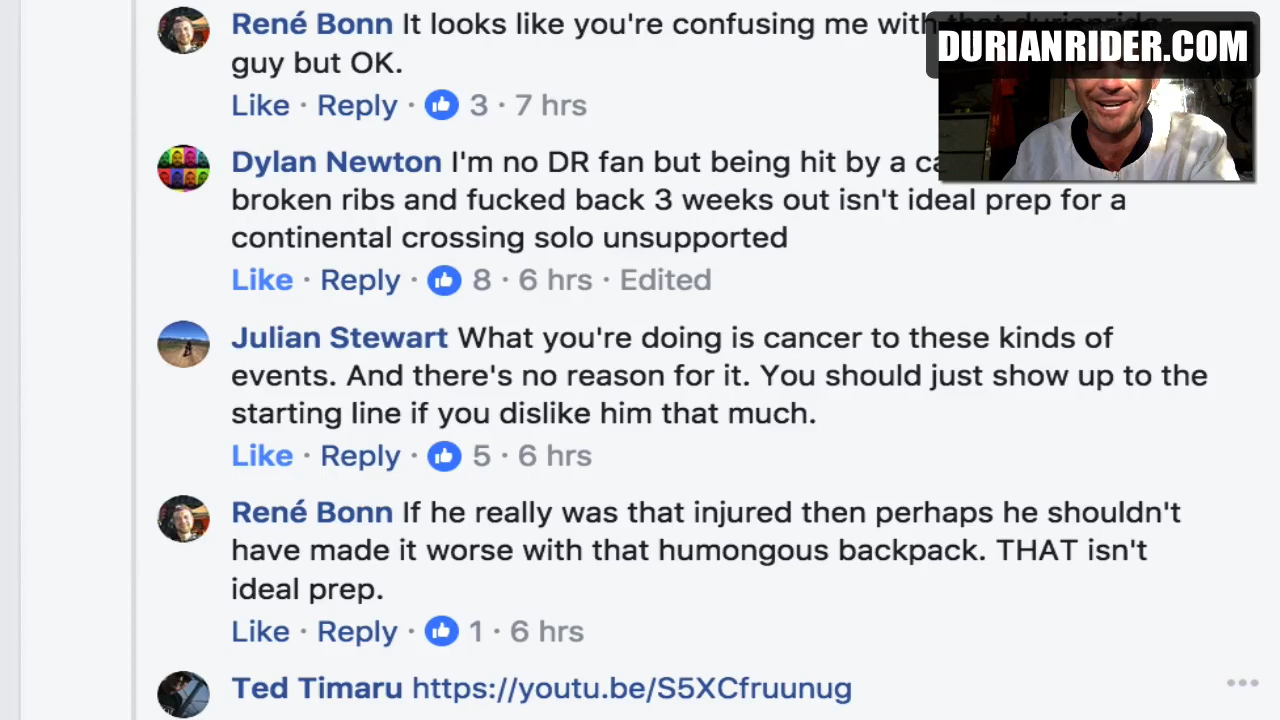 René Bonn It looks like you're confusing me with that durianrider
guy but OK.
Like · Reply · 3 · 7 hrs
DURIANRIDER.COM
Dylan Newton I'm no DR fan but being hit by a
broken ribs and fucked back 3 weeks out isn't ideal prep for a
continental crossing solo unsupported
Like · Reply · 8 · 6 hrs · Edited
Julian Stewart What you're doing is cancer to these kinds of
events. And there's no reason for it. You should just show up to the
starting line if you dislike him that much.
Like · Reply · 5 · 6 hrs
René Bonn If he really was that injured then perhaps he shouldn't
have made it worse with that humongous backpack. THAT isn't
ideal prep.
Like · Reply · 1 · 6 hrs
Ted Timaru https://youtu.be/S5XCfruunug